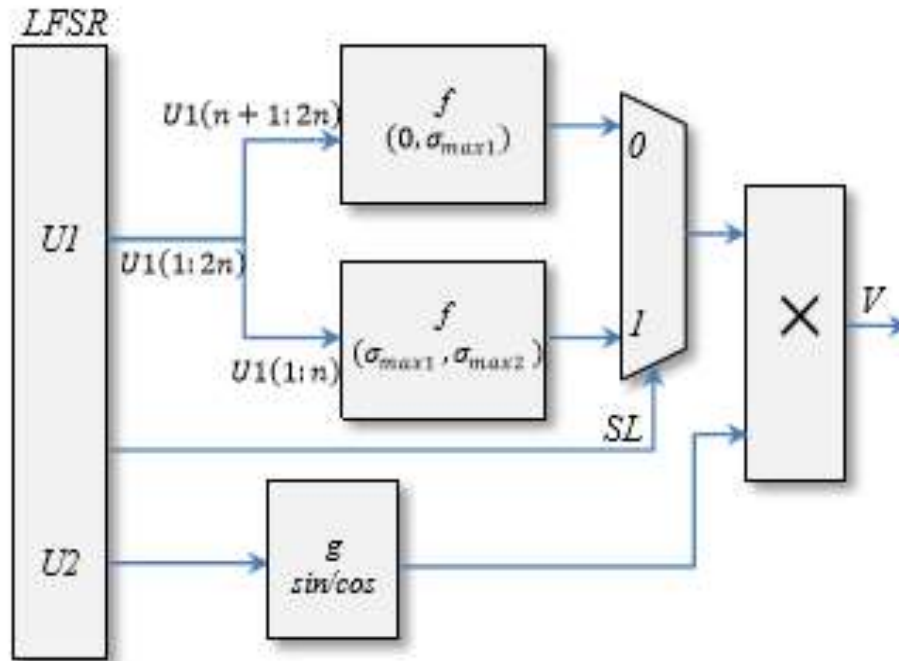 LFSR
U1(n + 1:2n)
f
(0, σmax1)
0
U1
U1(1:2n)
f
(σmax1, σmax2)
U1(1:n)
1
×
V
SL
U2
g
sin/cos